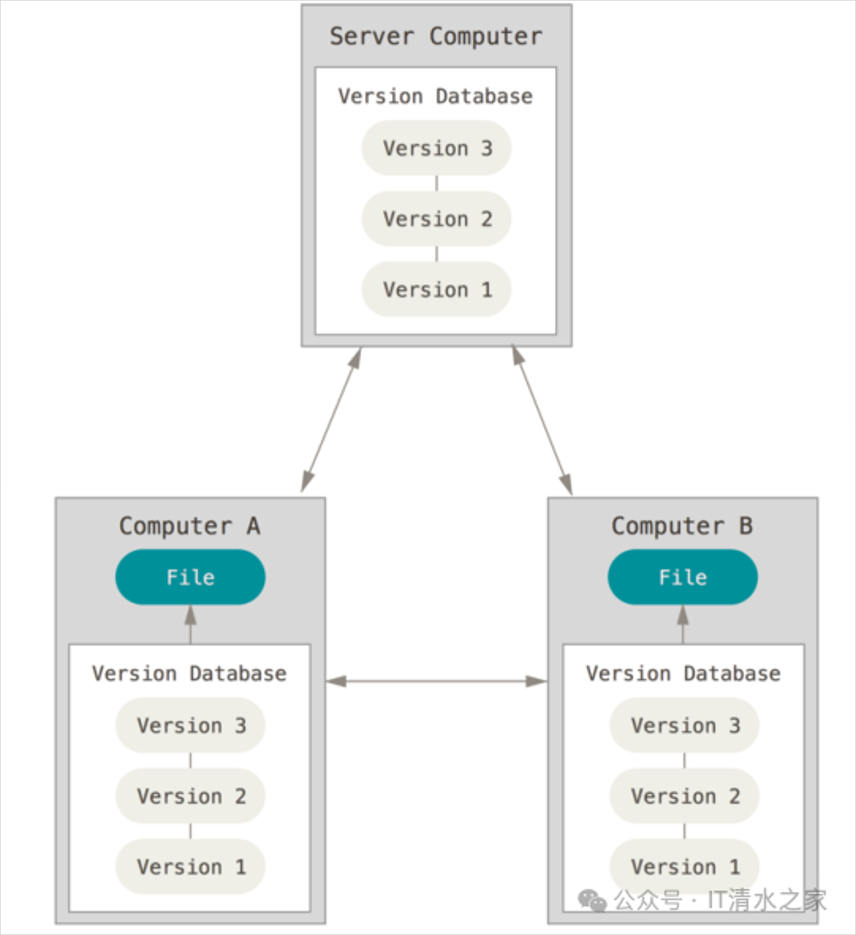 Server Computer
Version Database
Version 3
Version 2
Version 1
Computer A
File
Version Database
Version 3
Version 2
Version 1
Computer B
File
Version Database
Version 3
Version 2
Version 1
公众号 · IT清水之家